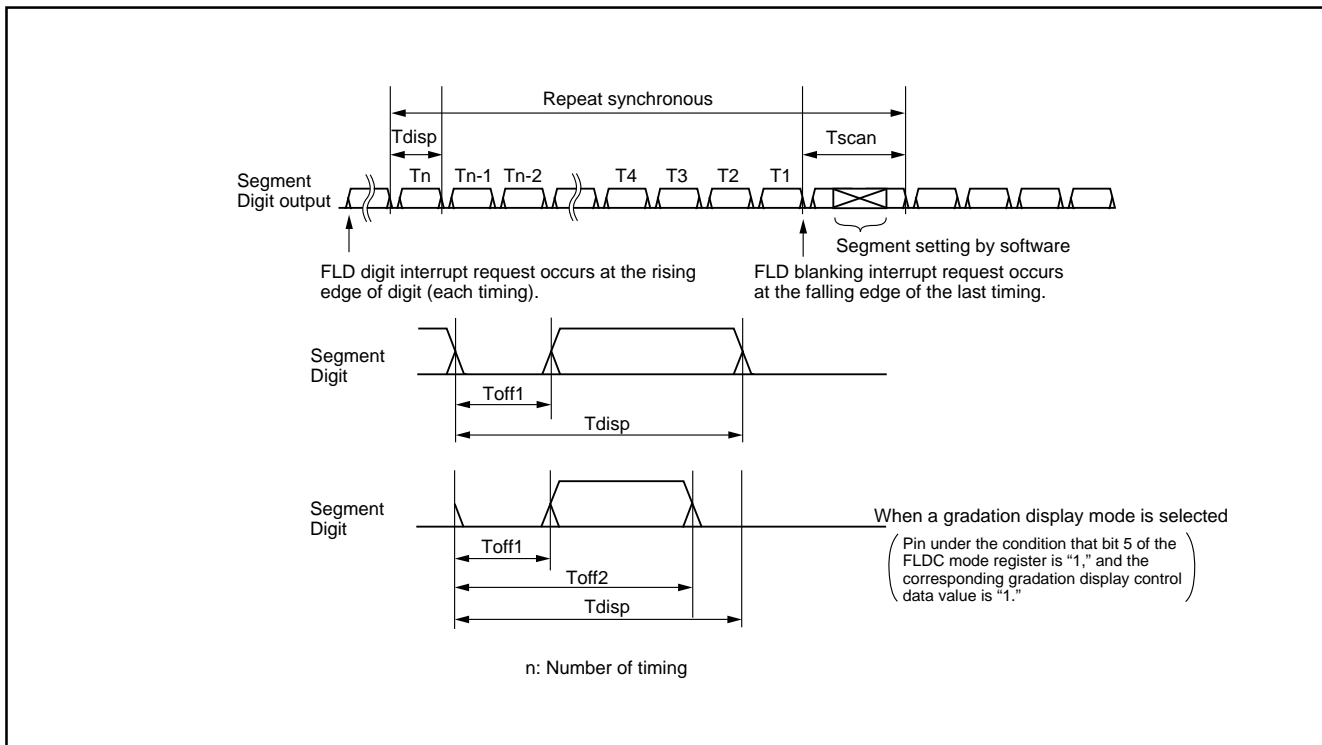 Repeat synchronous
Tdisp
Tscan
Segment
Digit output
Tn
Tn-1
Tn-2
T4
T3
T2
T1
Segment setting by software
FLD digit interrupt request occurs at the rising
edge of digit (each timing).
FLD blanking interrupt request occurs
at the falling edge of the last timing.
Segment
Digit
Toff1
Tdisp
Segment
Digit
Toff1
Toff2
Tdisp
When a gradation display mode is selected
Pin under the condition that bit 5 of the
FLDC mode register is “1,” and the
corresponding gradation display control
data value is “1.”
n: Number of timing